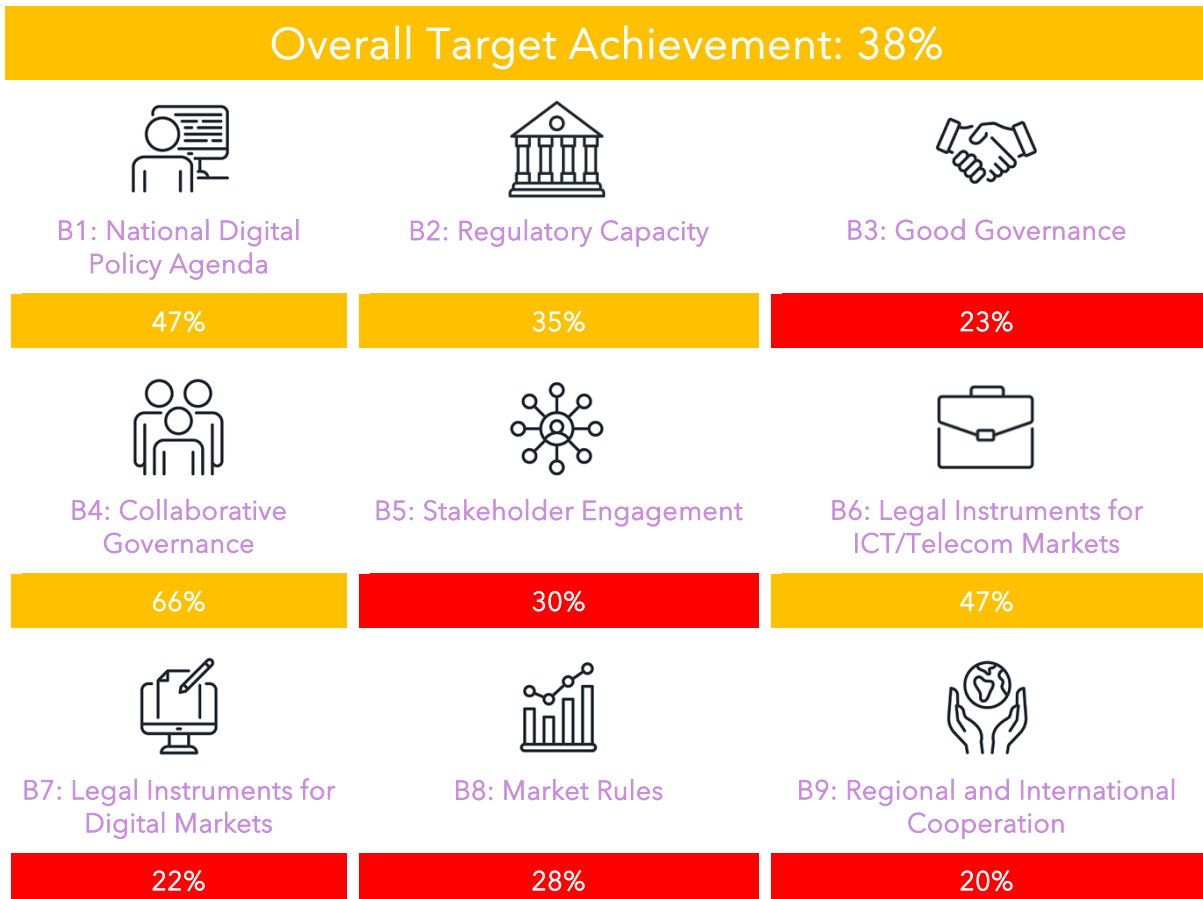 Overall Target Achievement: 38%
B1: National Digital
Policy Agenda
47%
B2: Regulatory Capacity
35%
B3: Good Governance
23%
B4: Collaborative
Governance
66%
B5: Stakeholder Engagement
30%
B6: Legal Instruments for
ICT/Telecom Markets
47%
B7: Legal Instruments for
Digital Markets
22%
B8: Market Rules
28%
B9: Regional and International
Cooperation
20%